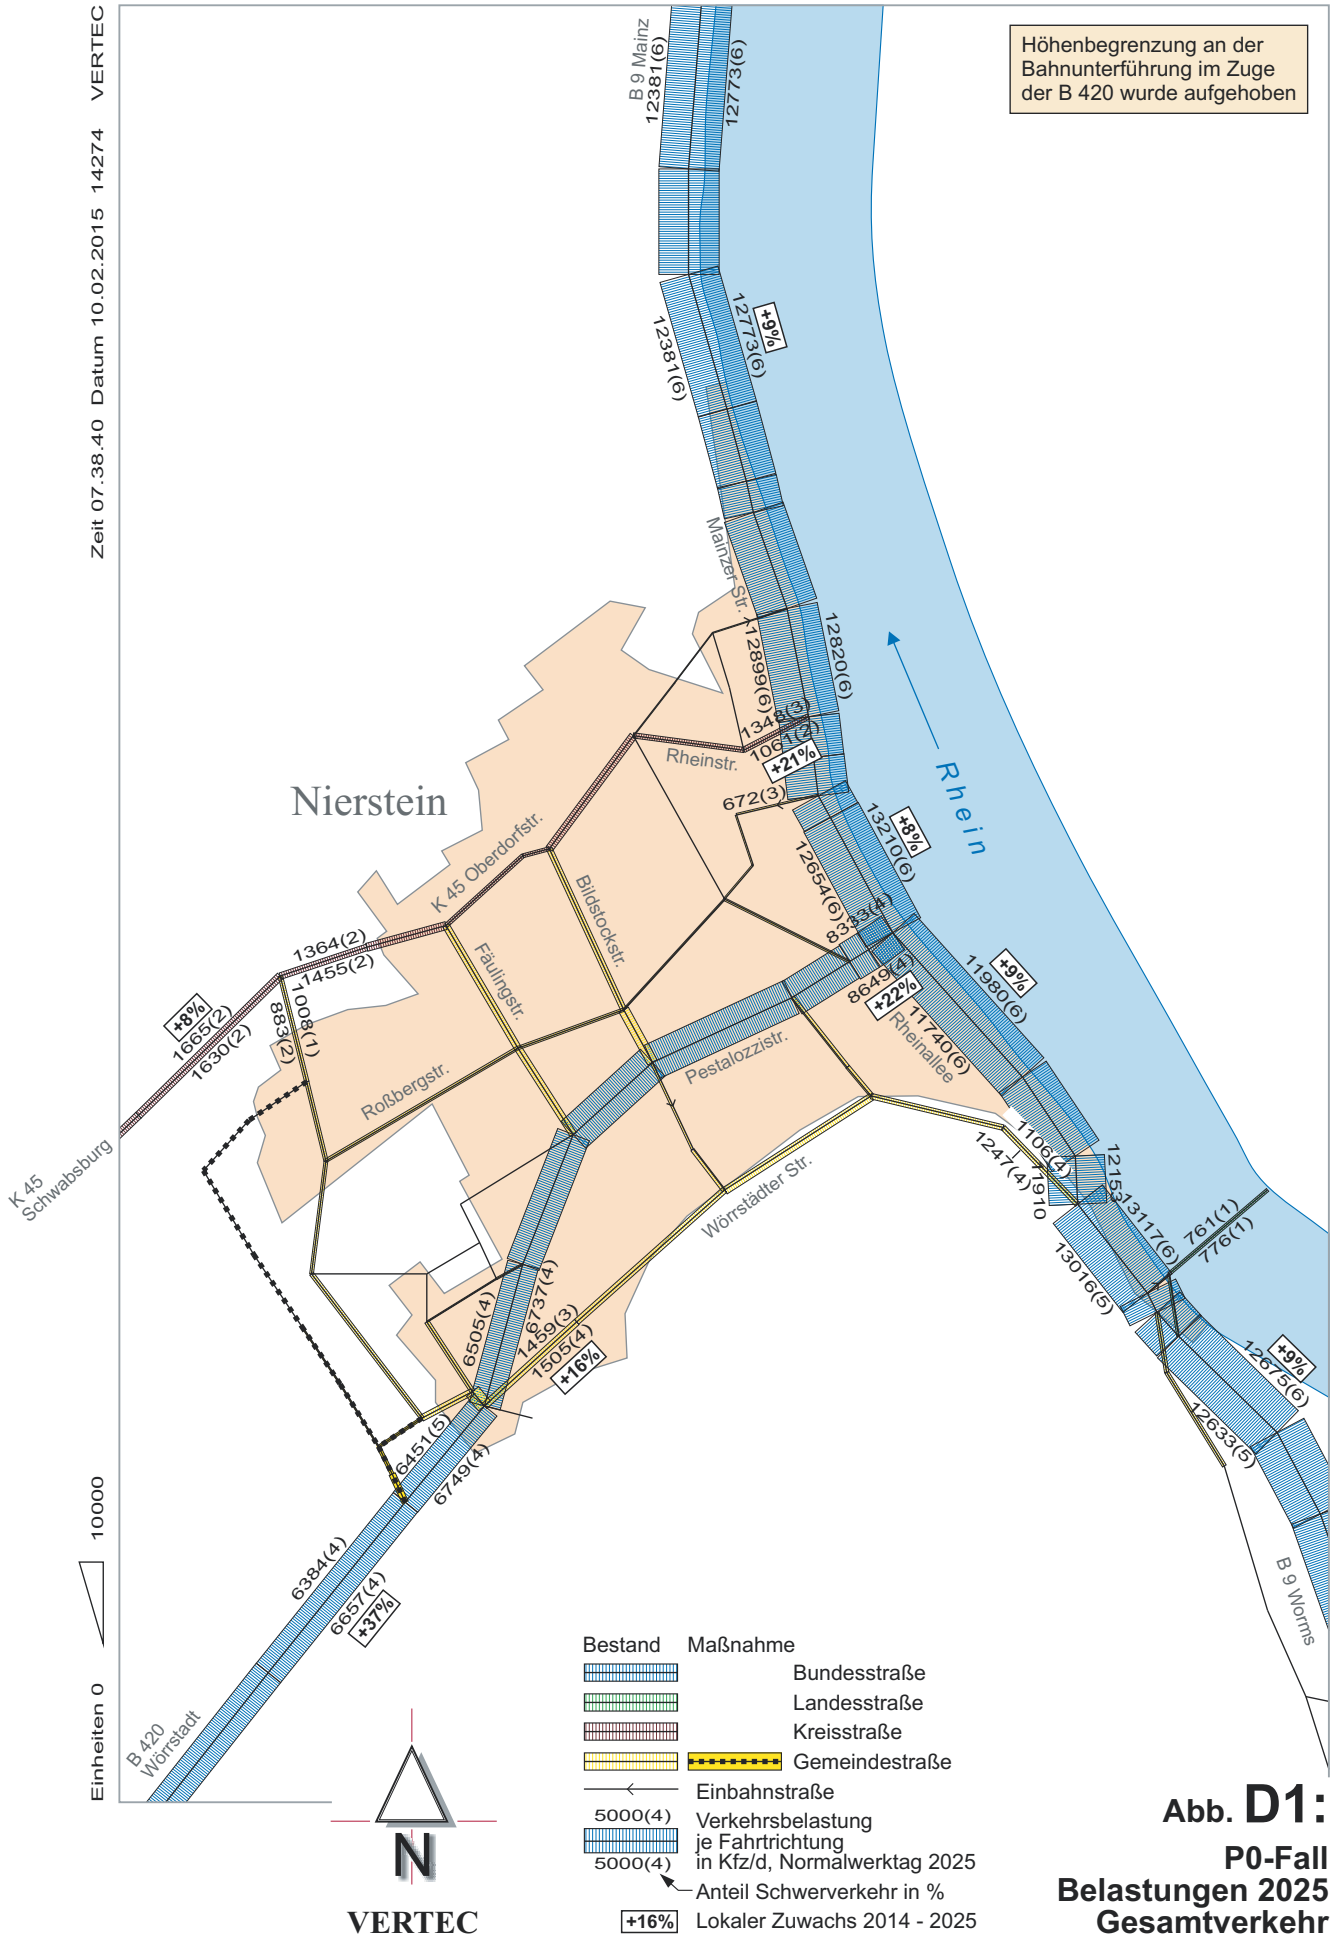 Zeit 07.38.40 Datum 10.02.2015 14274 VERTEC
Einheiten 0 10000
Höhenbegrenzung an der
Bahnunterführung im Zuge
der B 420 wurde aufgehoben
B 9 Mainz
12381(6)
12773(6)
12773(6)
+9%
12381(6)
Mainzer Str.
12899(6)
12820(6)
1348(3)
1061(2)
+21%
Rheinstr.
672(3)
Rhein
Nierstein
K 45 Oberdorfstr.
Bildstockstr.
Fäulingstr.
13210(6)
+8%
12654(6)
8333(4)
8649(4)
+22%
11980(6)
+9%
11740(6)
Rheinallee
1364(2)
1455(2)
1008(1)
883(2)
+8%
1665(2)
1630(2)
K 45
Schwabsburg
Roßbergstr.
Pestalozzistr.
Wörrstädter Str.
1106(4)
1247(4)
11910
12153
13117(6)
13016(5)
761(1)
776(1)
12675(6)
+9%
12633(5)
B 9 Worms
6505(4)
6737(4)
1459(3)
1505(4)
+16%
6451(5)
6749(4)
6384(4)
6657(4)
+37%
B 420
Wörrstadt
N
VERTEC
Bestand Maßnahme
Bundesstraße
Landesstraße
Kreisstraße
Gemeindestraße
Einbahnstraße
5000(4) Verkehrsbelastung
je Fahrtrichtung
5000(4) in Kfz/d, Normalwerktag 2025
Anteil Schwerverkehr in %
+16% Lokaler Zuwachs 2014 - 2025
Abb. D1:
P0-Fall
Belastungen 2025
Gesamtverkehr